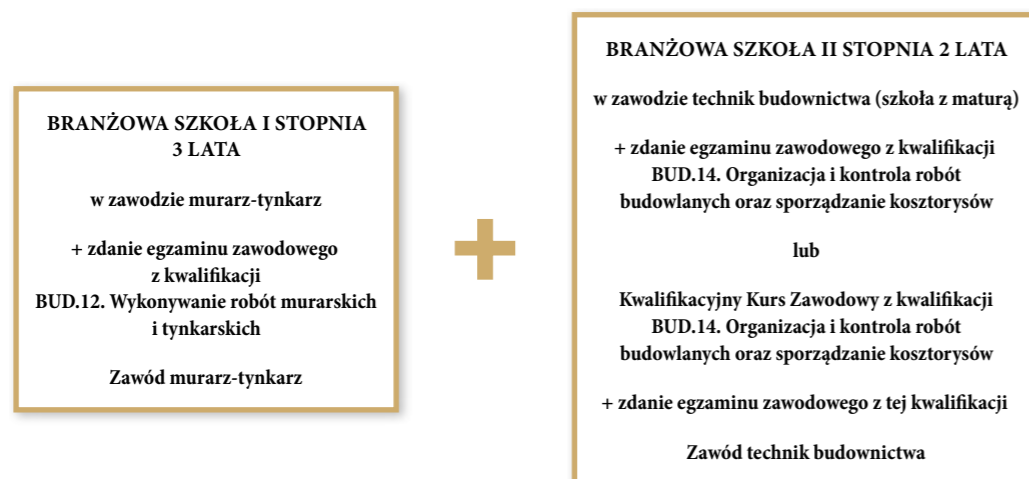 BRANŻOWA SZKOŁA I STOPNIA
3 LATA
w zawodzie murarz-tynkarz
+ zdanie egzaminu zawodowego
z kwalifikacji
BUD.12. Wykonywanie robót murarskich
i tynkarskich
Zawód murarz-tynkarz
+
BRANŻOWA SZKOŁA II STOPNIA 2 LATA
w zawodzie technik budownictwa (szkoła z maturą)
+ zdanie egzaminu zawodowego z kwalifikacji
BUD.14. Organizacja i kontrola robót
budowlanych oraz sporządzanie kosztorysów
lub
Kwalifikacyjny Kurs Zawodowy z kwalifikacji
BUD.14. Organizacja i kontrola robót
budowlanych oraz sporządzanie kosztorysów
+ zdanie egzaminu zawodowego z tej kwalifikacji
Zawód technik budownictwa